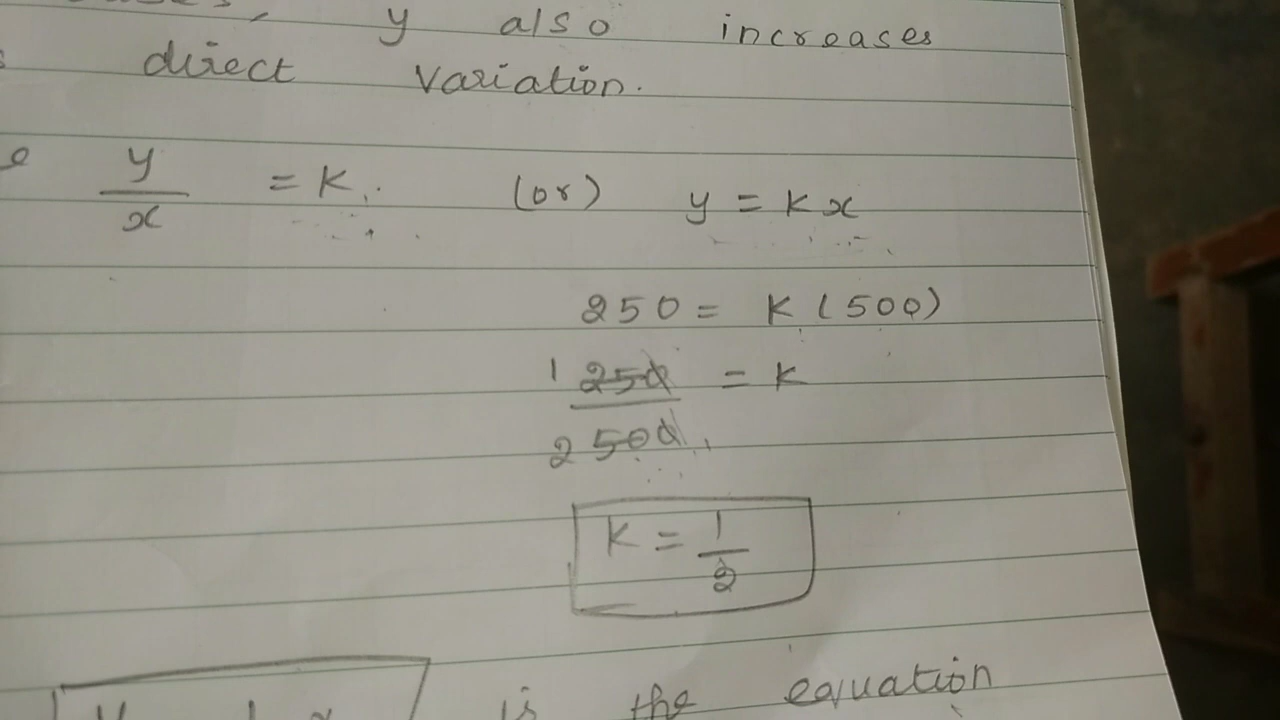 y also increases
direct variation.
y/x = K. (or) y = Kx
250 = K (500)
1 250/2 500 = K
K = 1/2
is the equation